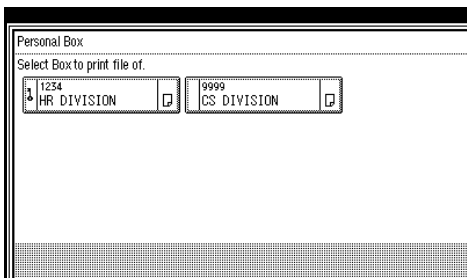 Personal Box
Select Box to print file of.
1234
HR DIVISION
9999
CS DIVISION